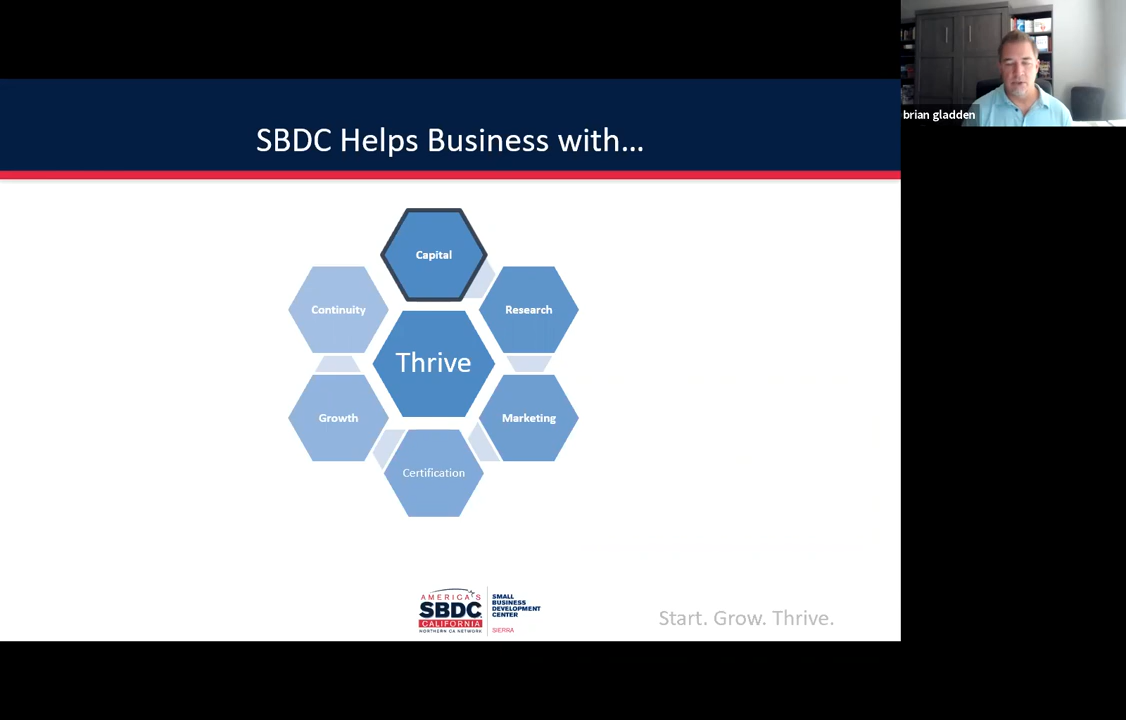 SBDC Helps Business with...
brian gladden
Capital
Continuity
Research
Thrive
Growth
Marketing
Certification
AMERICA'S
SBDC
CALIFORNIA
NORTHERN CA NETWORK
SMALL
BUSINESS
DEVELOPMENT
CENTER
SIERRA
Start. Grow. Thrive.